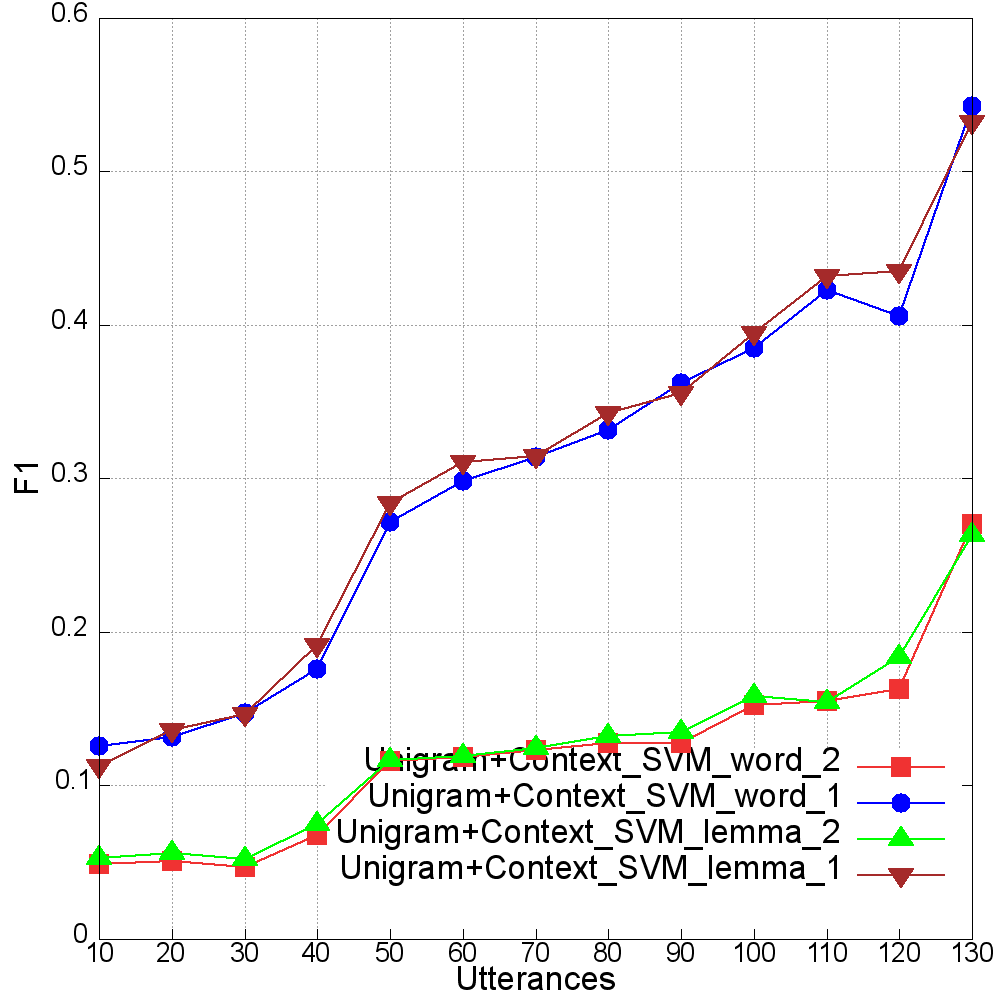 0.6
0.5
0.4
0.3
0.2
0.1
0
F1
Unigram+Context_SVM_word_2
Unigram+Context_SVM_word_1
Unigram+Context_SVM_lemma_2
Unigram+Context_SVM_lemma_1
10 20 30 40 50 60 70 80 90 100 110 120 130
Utterances